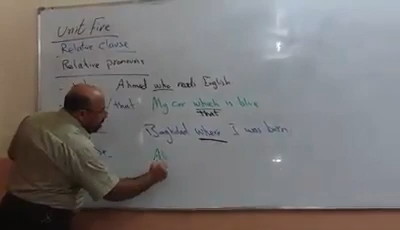 Unit Five
Relative clause
Relative pronouns
Ahmed who reads English
/that My car which is blue
that
Baghdad where I was born.